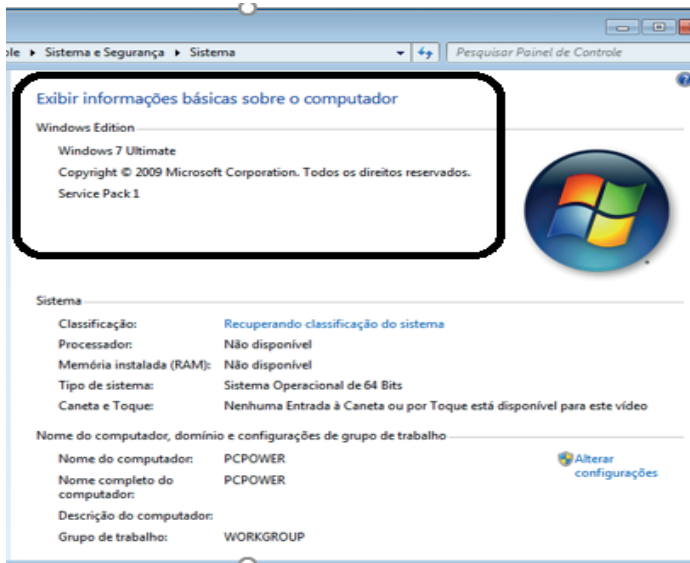 ole ▸ Sistema e Segurança ▸ Sistema Pesquisar Painel de Controle
Exibir informações básicas sobre o computador
Windows Edition
Windows 7 Ultimate
Copyright © 2009 Microsoft Corporation. Todos os direitos reservados.
Service Pack 1
Sistema
Classificação: Recuperando classificação do sistema
Processador: Não disponível
Memória instalada (RAM): Não disponível
Tipo de sistema: Sistema Operacional de 64 Bits
Caneta e Toque: Nenhuma Entrada à Caneta ou por Toque está disponível para este vídeo
Nome do computador, domínio e configurações de grupo de trabalho
Nome do computador: PCPOWER
Alterar
configurações
Nome completo do
computador: PCPOWER
Descrição do computador:
Grupo de trabalho: WORKGROUP